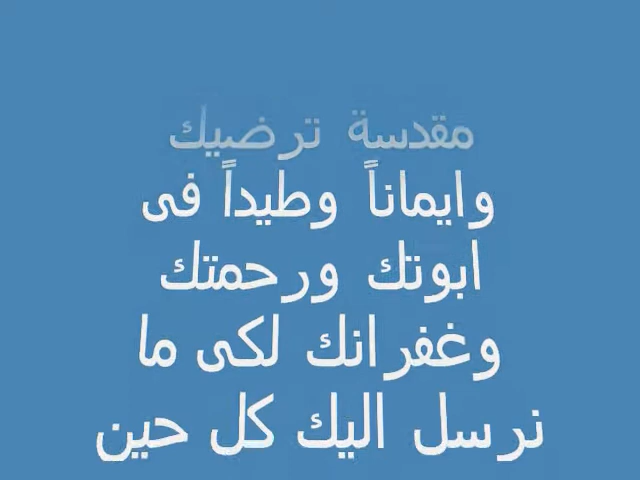 مقدسة ترضيك
وايماناً وطيداً فى
ابوتك ورحمتك
وغفرانك لكى ما
نرسل اليك كل حين